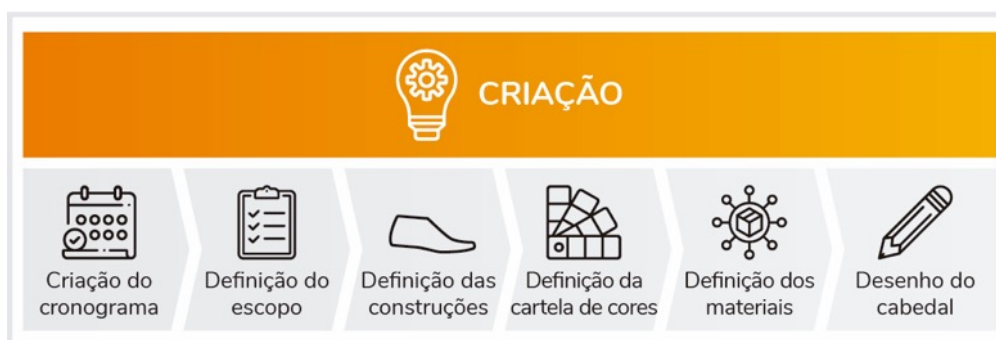 CRIAÇÃO
Criação do
cronograma
Definição do
escopo
Definição das
construções
Definição da
cartela de cores
Definição dos
materiais
Desenho do
cabedal